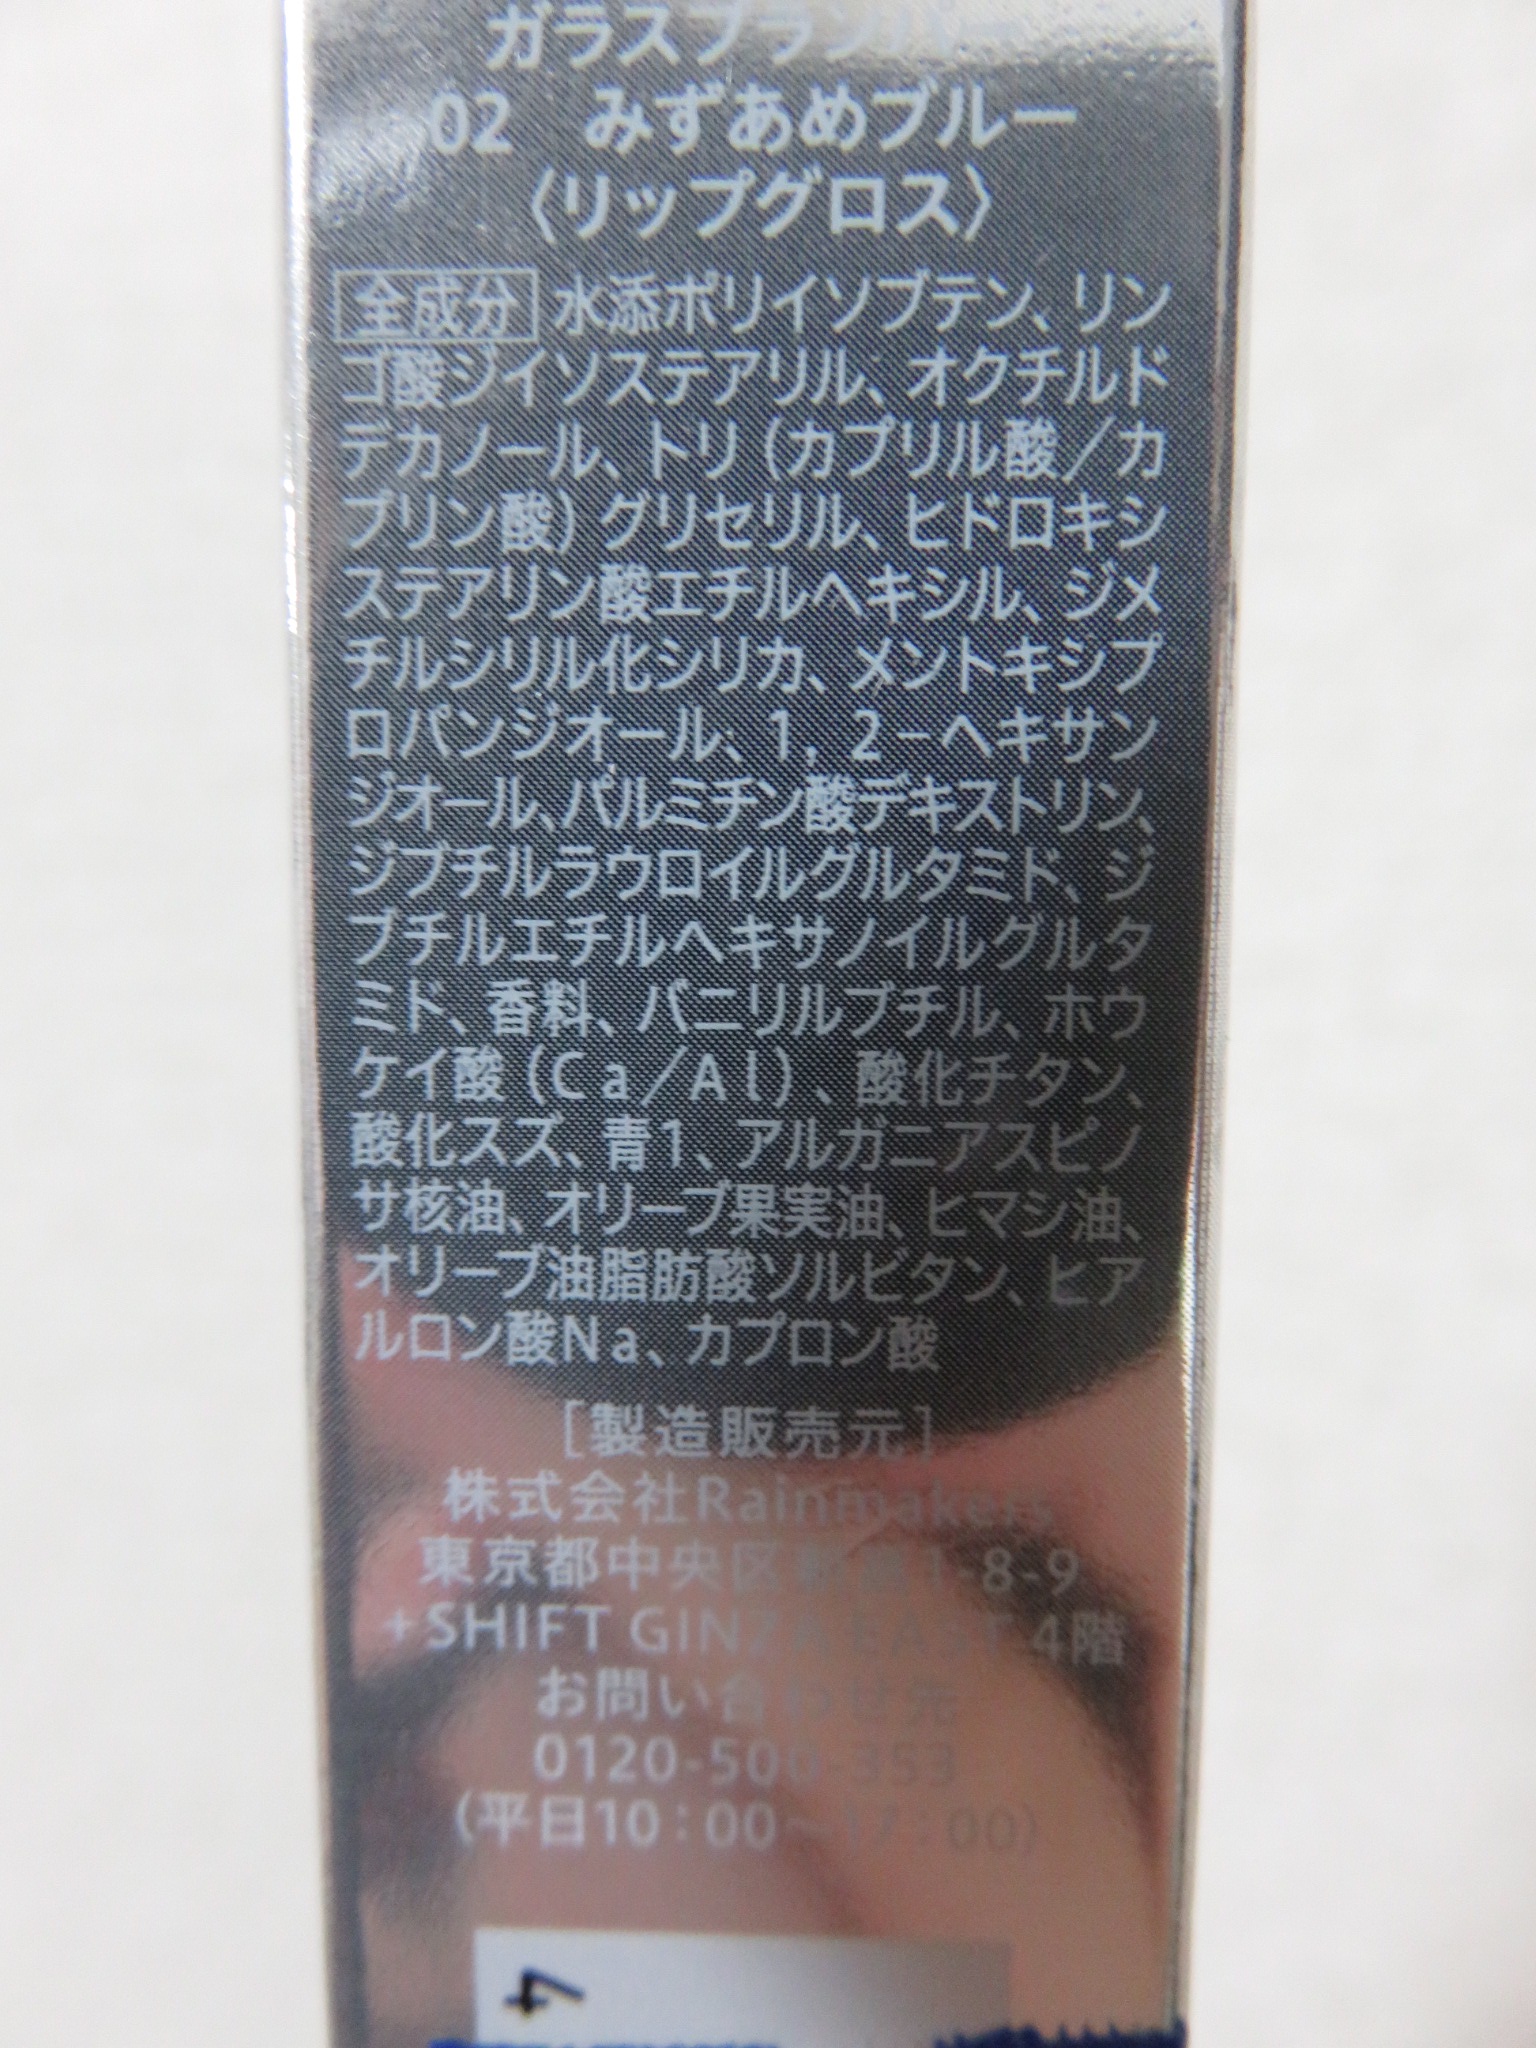 ガラスプランパー
02 みずあめブルー
〈リップグロス〉
全成分 水添ポリイソブテン、リン
ゴ酸ジイソステアリル、オクチルド
デカノール、トリ(カプリル酸/カ
プリン酸)グリセリル、ヒドロキシ
ステアリン酸エチルヘキシル、ジメ
チルシリル化シリカ、メントキシプ
ロパンジオール、1,2-ヘキサン
ジオール、パルミチン酸デキストリン、
ジブチルラウロイルグルタミド、ジ
ブチルエチルヘキサノイルグルタ
ミド、香料、バニリルブチル、ホウ
ケイ酸(Ca/Al)、酸化チタン、
酸化スズ、青1、アルガニアスピノ
サ核油、オリーブ果実油、ヒマシ油、
オリーブ油脂肪酸ソルビタン、ヒア
ルロン酸Na、カプロン酸
[製造販売元]
株式会社Rainmakers
東京都中央区新富1-8-9
+SHIFT GINZA EAST 4階
お問い合わせ先
0120-500-353
(平日10:00~17:00)
4